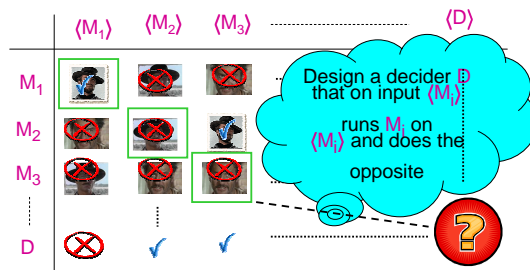 ⟨M₁⟩ ⟨M₂⟩ ⟨M₃⟩ ⟨D⟩
M₁
M₂
M₃
D
Design a decider D
that on input ⟨Mᵢ⟩
runs Mᵢ on
⟨Mᵢ⟩ and does the
opposite
?